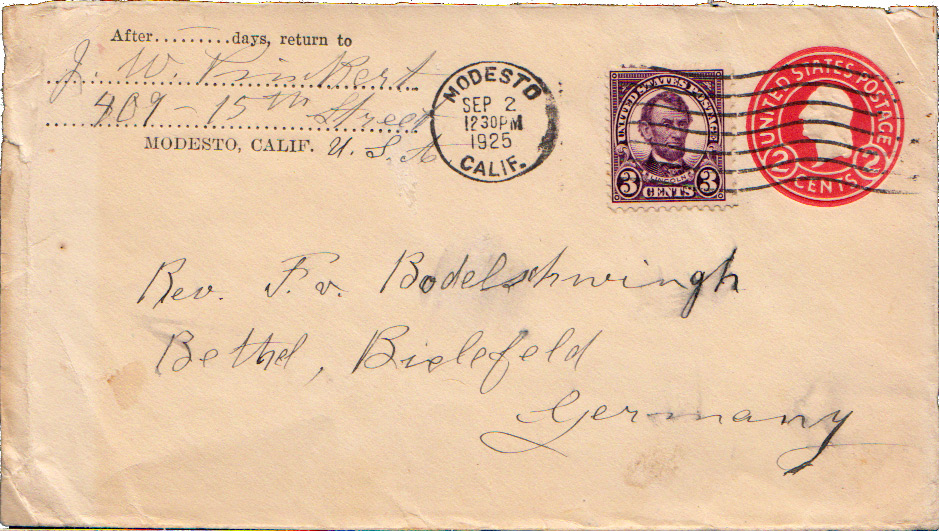 After.........days, return to
J. W. Pinkert
409 - 15th Street
MODESTO, CALIF. U. S. A
MODESTO
SEP 2
1230PM
1925
CALIF.
UNITED STATES POSTAGE
LINCOLN
3 CENTS 3
UNITED STATES POSTAGE
2 CENTS 2
Rev. F. v. Bodelschwingh
Bethel, Bielefeld
Germany